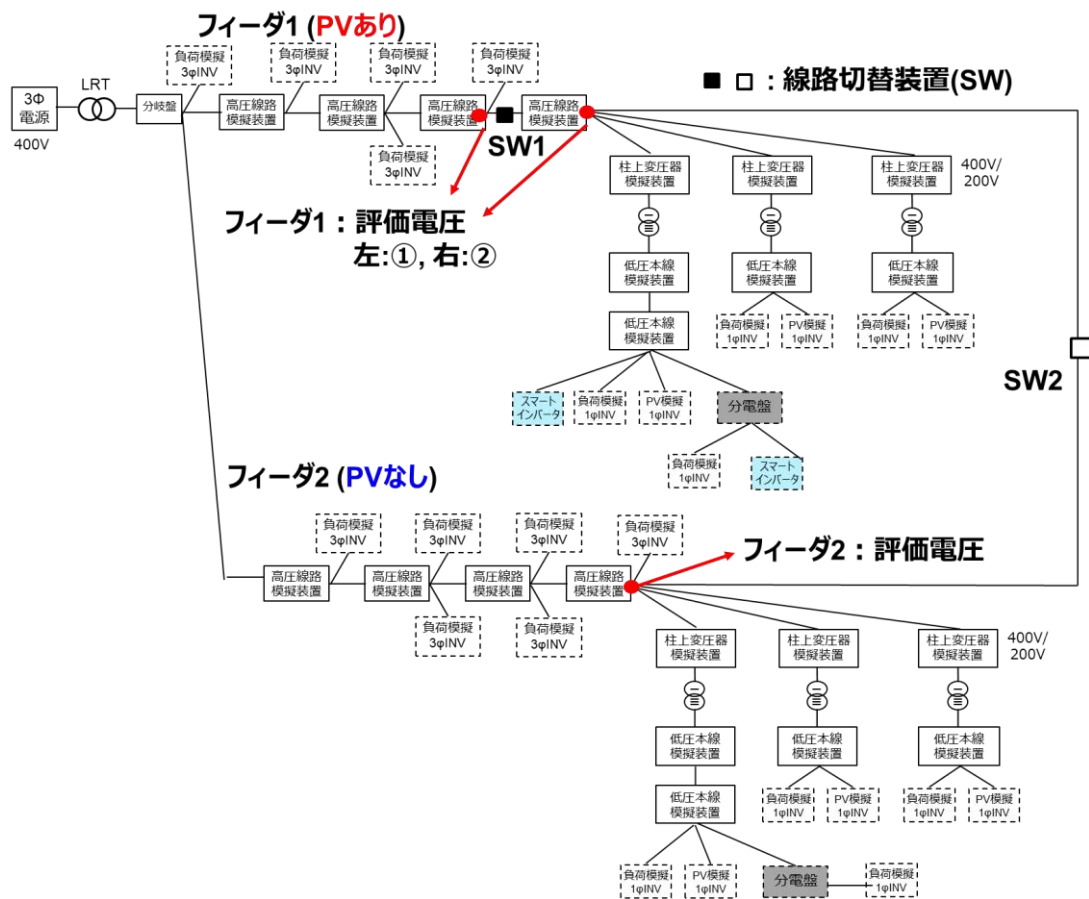 フィーダ1 (PVあり)
負荷模擬
3φINV
負荷模擬
3φINV
負荷模擬
3φINV
負荷模擬
3φINV
■ □ : 線路切替装置(SW)
3Φ
電源
400V
LRT
分岐盤
高圧線路
模擬装置
高圧線路
模擬装置
高圧線路
模擬装置
高圧線路
模擬装置
SW1
負荷模擬
3φINV
フィーダ1：評価電圧
左:①, 右:②
柱上変圧器
模擬装置
柱上変圧器
模擬装置
柱上変圧器
模擬装置
400V/
200V
低圧本線
模擬装置
低圧本線
模擬装置
低圧本線
模擬装置
低圧本線
模擬装置
負荷模擬
1φINV
PV模擬
1φINV
負荷模擬
1φINV
PV模擬
1φINV
SW2
スマート
インバータ
負荷模擬
1φINV
PV模擬
1φINV
分電盤
負荷模擬
1φINV
スマート
インバータ
フィーダ2 (PVなし)
負荷模擬
3φINV
負荷模擬
3φINV
負荷模擬
3φINV
負荷模擬
3φINV
フィーダ2：評価電圧
高圧線路
模擬装置
高圧線路
模擬装置
高圧線路
模擬装置
高圧線路
模擬装置
負荷模擬
3φINV
負荷模擬
3φINV
柱上変圧器
模擬装置
柱上変圧器
模擬装置
柱上変圧器
模擬装置
400V/
200V
低圧本線
模擬装置
低圧本線
模擬装置
低圧本線
模擬装置
低圧本線
模擬装置
負荷模擬
1φINV
PV模擬
1φINV
負荷模擬
1φINV
PV模擬
1φINV
負荷模擬
1φINV
PV模擬
1φINV
分電盤
負荷模擬
1φINV